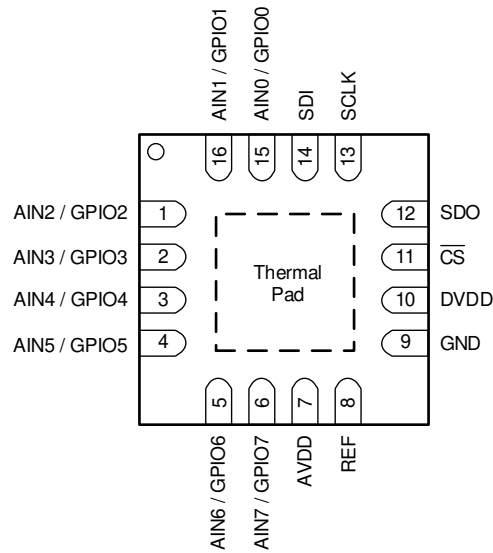 AIN1 / GPIO1
AIN0 / GPIO0
SDI
SCLK
16
15
14
13
AIN2 / GPIO2
1
12
SDO
AIN3 / GPIO3
2
11
CS
AIN4 / GPIO4
3
10
DVDD
AIN5 / GPIO5
4
9
GND
Thermal
Pad
5
6
7
8
AIN6 / GPIO6
AIN7 / GPIO7
AVDD
REF